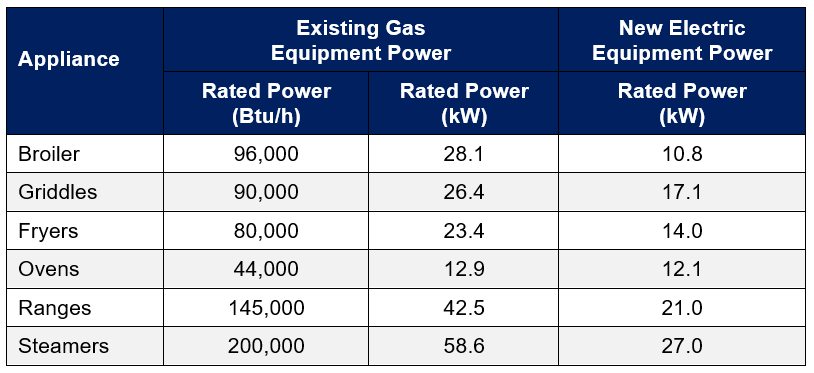 Appliance
Existing Gas
Equipment Power
New Electric
Equipment Power
Rated Power
(Btu/h)
Rated Power
(kW)
Rated Power
(kW)
Broiler 96,000 28.1 10.8
Griddles 90,000 26.4 17.1
Fryers 80,000 23.4 14.0
Ovens 44,000 12.9 12.1
Ranges 145,000 42.5 21.0
Steamers 200,000 58.6 27.0